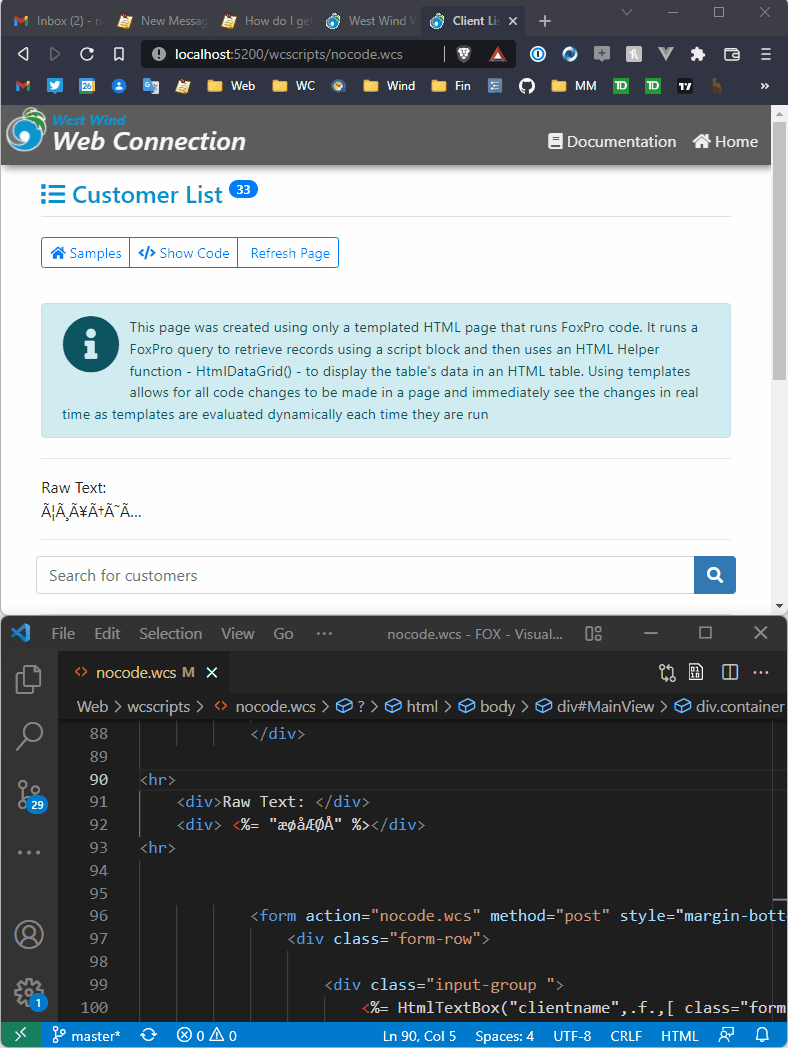 Inbox (2) - ri
New Messag
How do I get
West Wind W
Client Lis
localhost:5200/wcscripts/nocode.wcs
26
Web
WC
Wind
Fin
MM
TD
TD
»
West Wind
Web Connection
Documentation
Home
Customer List 33
Samples
Show Code
Refresh Page
This page was created using only a templated HTML page that runs FoxPro code. It runs a
FoxPro query to retrieve records using a script block and then uses an HTML Helper
function - HtmlDataGrid() - to display the table's data in an HTML table. Using templates
allows for all code changes to be made in a page and immediately see the changes in real
time as templates are evaluated dynamically each time they are run
Raw Text:
Ã¦Ã¸Ã¥Ã†Ã˜Ã…
Search for customers
File Edit Selection View Go ··· nocode.wcs - FOX - Visual...
nocode.wcs M
Web > wcscripts > nocode.wcs > ? > html > body > div#MainView > div.container
88 </div>
89
90 <hr>
91 <div>Raw Text: </div>
92 <div> <%= "æøåÆØÅ" %></div>
93 <hr>
94
95
96 <form action="nocode.wcs" method="post" style="margin-bott
97 <div class="form-row">
98
99 <div class="input-group ">
100 <%= HtmlTextBox("clientname",.f.,[ class="form
29
1
master* 0 0 Ln 90, Col 5 Spaces: 4 UTF-8 CRLF HTML